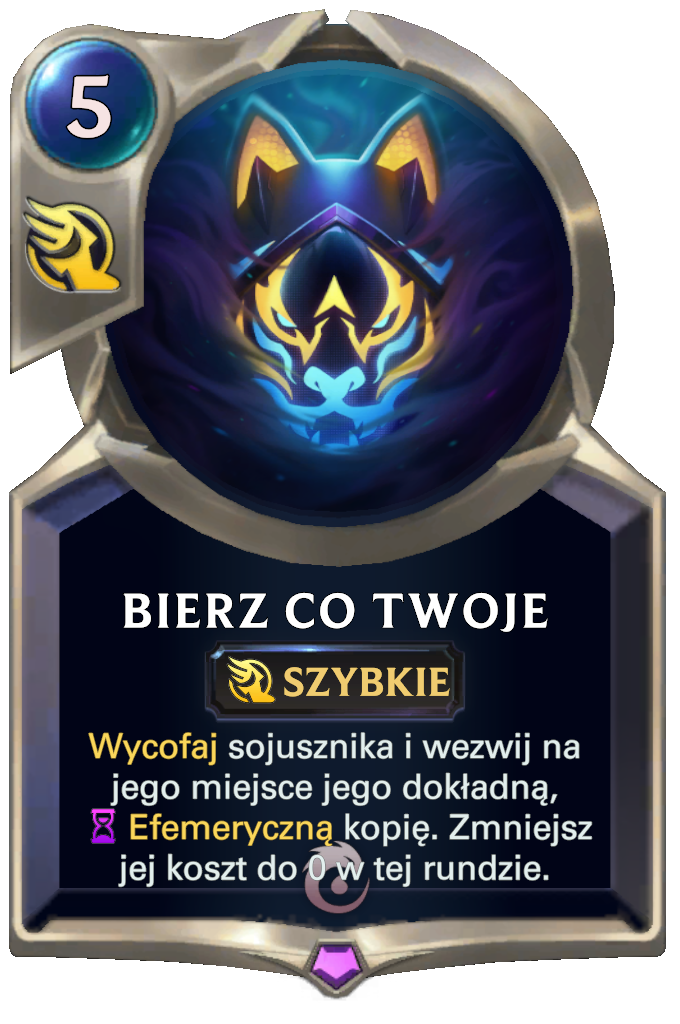 5
BIERZ CO TWOJE
SZYBKIE
Wycofaj sojusznika i wezwij na
jego miejsce jego dokładną,
Efemeryczną kopię. Zmniejsz
jej koszt do 0 w tej rundzie.